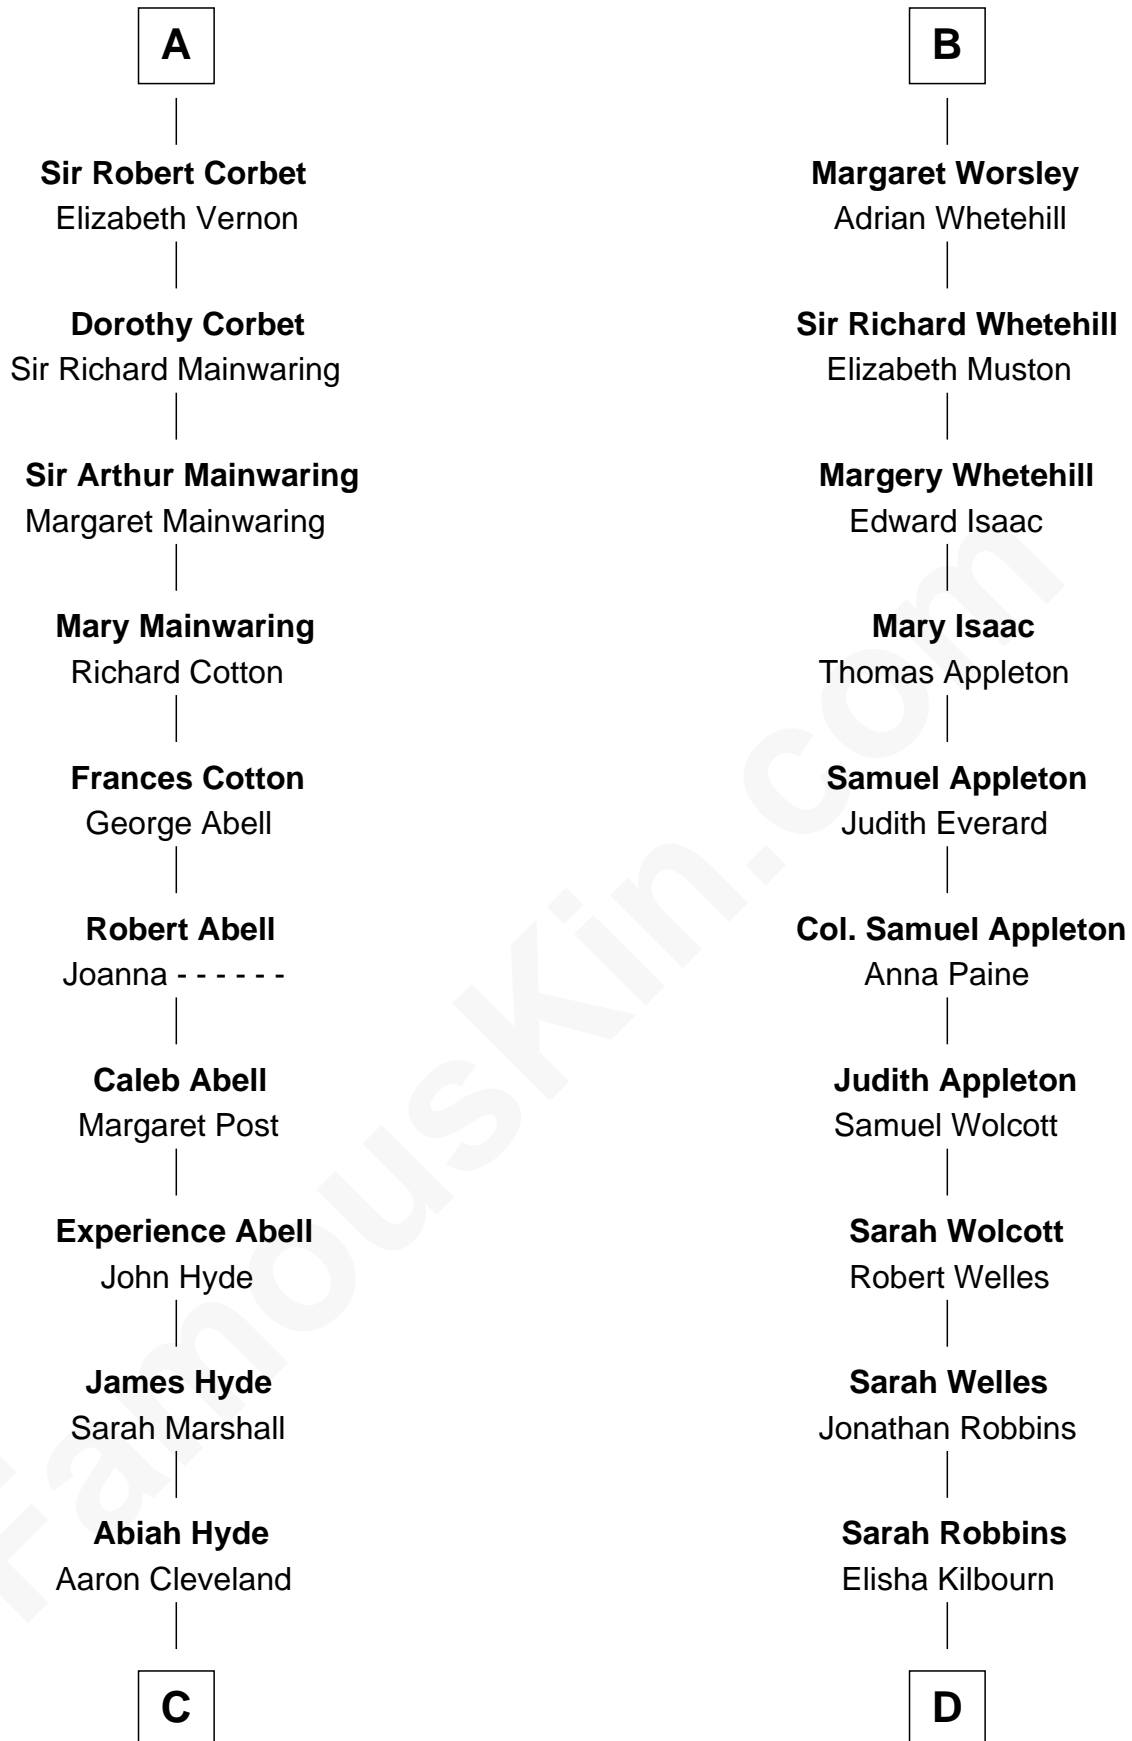 A
Sir Robert Corbet
Elizabeth Vernon
Dorothy Corbet
Sir Richard Mainwaring
Sir Arthur Mainwaring
Margaret Mainwaring
Mary Mainwaring
Richard Cotton
Frances Cotton
George Abell
Robert Abell
Joanna - - - - - -
Caleb Abell
Margaret Post
Experience Abell
John Hyde
James Hyde
Sarah Marshall
Abiah Hyde
Aaron Cleveland
C
B
Margaret Worsley
Adrian Whetehill
Sir Richard Whetehill
Elizabeth Muston
Margery Whetehill
Edward Isaac
Mary Isaac
Thomas Appleton
Samuel Appleton
Judith Everard
Col. Samuel Appleton
Anna Paine
Judith Appleton
Samuel Wolcott
Sarah Wolcott
Robert Welles
Sarah Welles
Jonathan Robbins
Sarah Robbins
Elisha Kilbourn
D
FamousKin.com